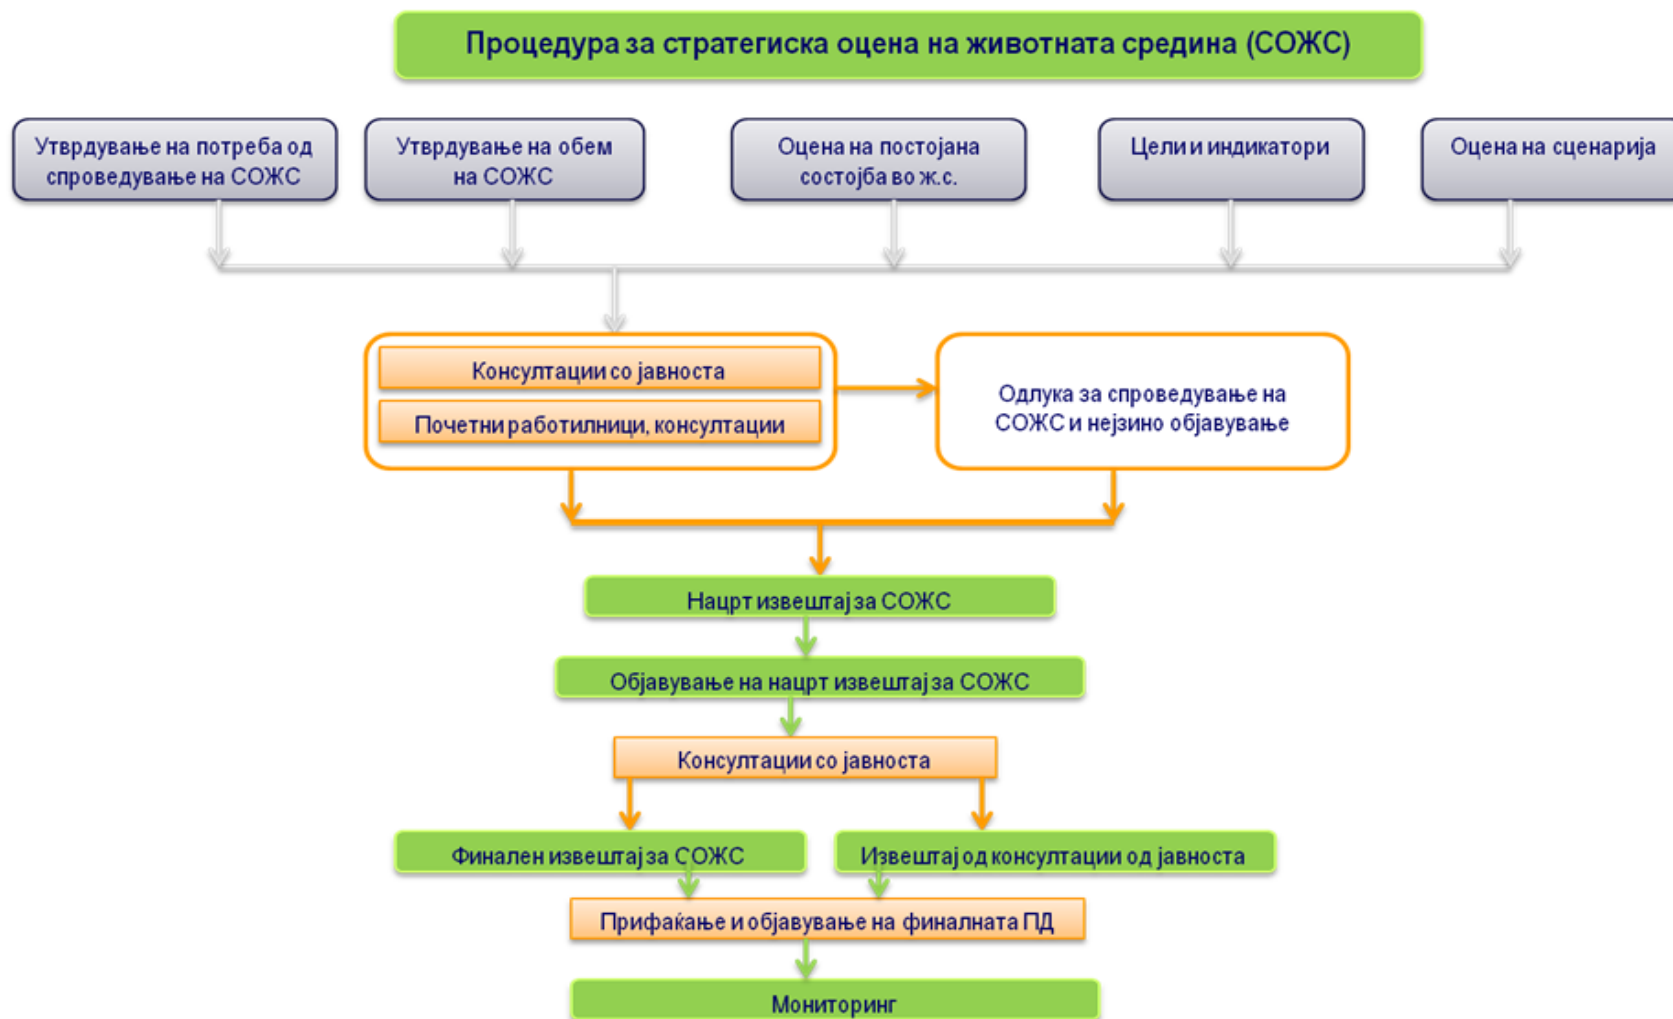 Процедура за стратегиска оцена на животната средина (СОЖС)
Утврдување на потреба од
спроведување на СОЖС
Утврдување на обем
на СОЖС
Оцена на постојана
состојба во ж.с.
Цели и индикатори
Оцена на сценарија
Консултации со јавноста
Почетни работилници, консултации
Одлука за спроведување на
СОЖС и нејзино објавување
Нацрт извештај за СОЖС
Објавување на нацрт извештај за СОЖС
Консултации со јавноста
Финален извештај за СОЖС
Извештај од консултации од јавноста
Прифаќање и објавување на финалната ПД
Мониторинг